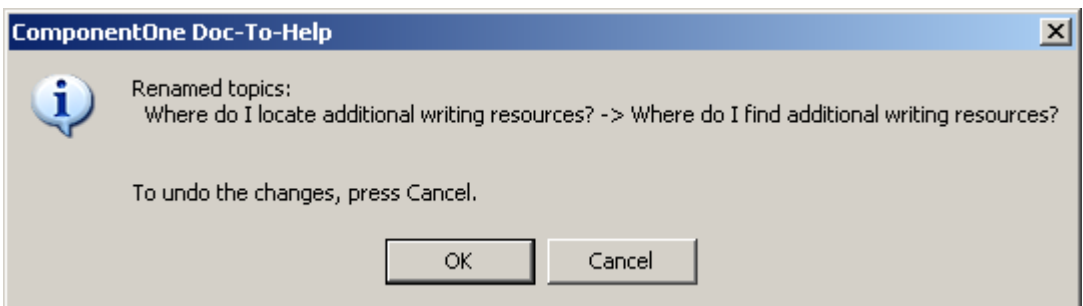 ComponentOne Doc-To-Help
Renamed topics:
Where do I locate additional writing resources? -> Where do I find additional writing resources?
To undo the changes, press Cancel.
OK
Cancel